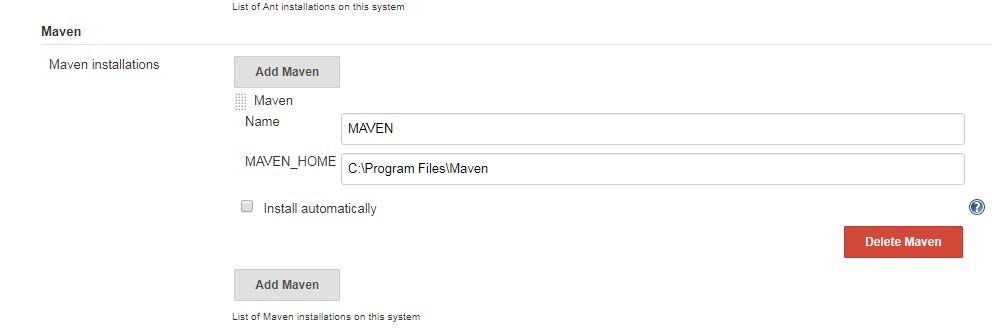 List of Ant installations on this system
Maven
Maven installations
Add Maven
Maven
Name
MAVEN
MAVEN_HOME
C:\Program Files\Maven
Install automatically
?
Delete Maven
Add Maven
List of Maven installations on this system